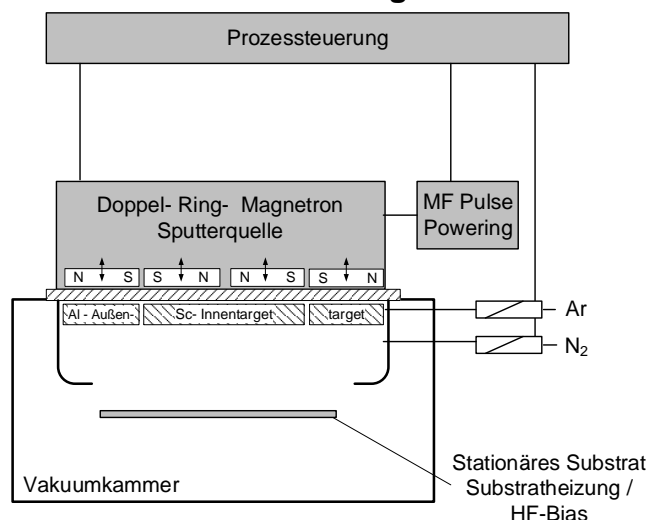 Prozessteuerung
Doppel- Ring- Magnetron
Sputterquelle
MF Pulse
Powering
N S S N N S S N
Al - Außen- Sc- Innentarget target
Ar
N₂
Stationäres Substrat
Substratheizung /
HF-Bias
Vakuumkammer